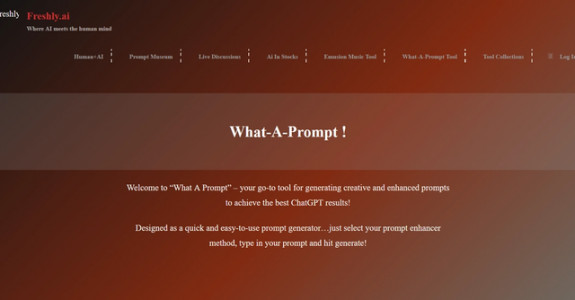 reshly
Freshly.ai
Where AI meets the human mind
Human+AI
Prompt Museum
Live Discussions
Ai In Stocks
Emusion Music Tool
What-A-Prompt Tool
Tool Collections
Log In
What-A-Prompt !
Welcome to “What A Prompt” – your go-to tool for generating creative and enhanced prompts
to achieve the best ChatGPT results!
Designed as a quick and easy-to-use prompt generator…just select your prompt enhancer
method, type in your prompt and hit generate!